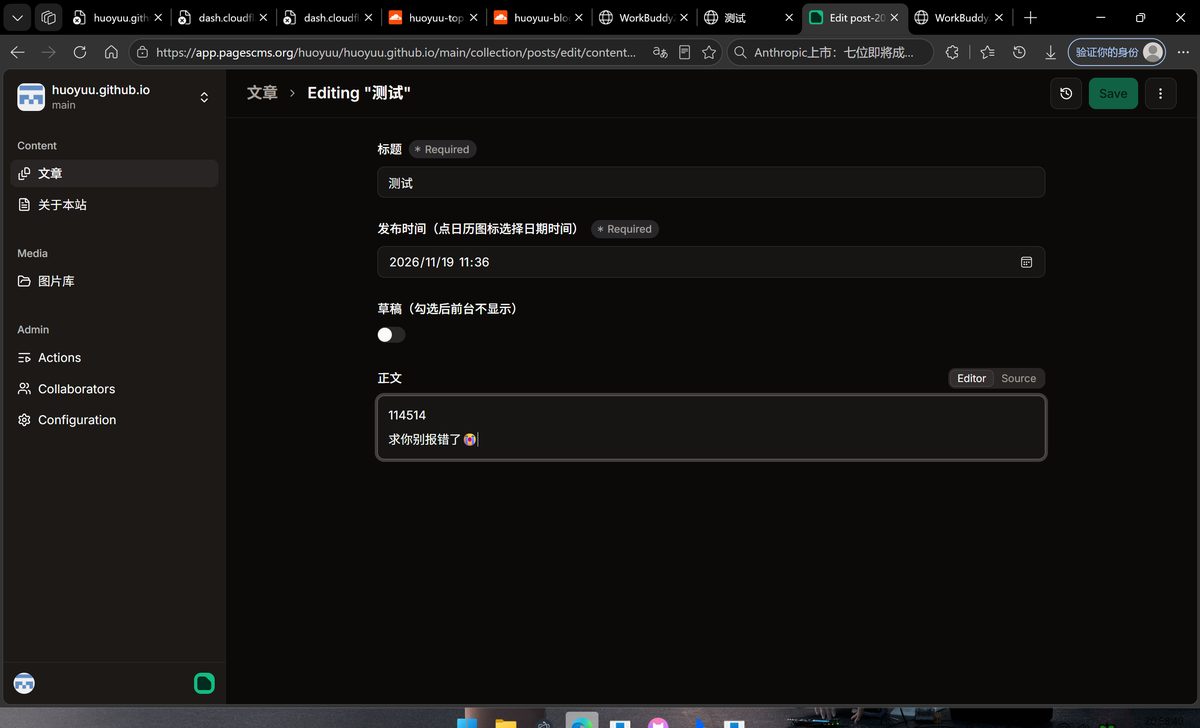 huoyuu.gith
dash.cloudfl
dash.cloudfl
huoyuu-top
huoyuu-blo
WorkBuddy
测试
Edit post-20
WorkBuddy
https://app.pagescms.org/huoyuu/huoyuu.github.io/main/collection/posts/edit/content...
Anthropic上市：七位即將成...
验证你的身份
huoyuu.github.io
main
文章 › Editing "测试"
Save
Content
文章
关于本站
Media
图片库
Admin
Actions
Collaborators
Configuration
标题 * Required
测试
发布时间（点日历图标选择日期时间） * Required
2026/11/19 11:36
草稿（勾选后前台不显示）
正文
Editor Source
114514
求你别报错了😭